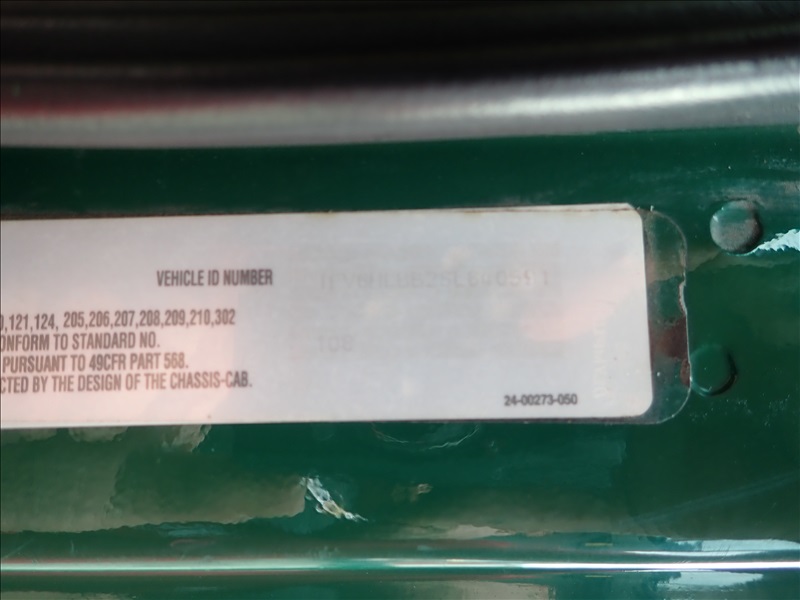 VEHICLE ID NUMBER
,121,124, 205,206,207,208,209,210,302
ONFORM TO STANDARD NO.
PURSUANT TO 49CFR PART 568.
CTED BY THE DESIGN OF THE CHASSIS-CAB.
24-00273-050